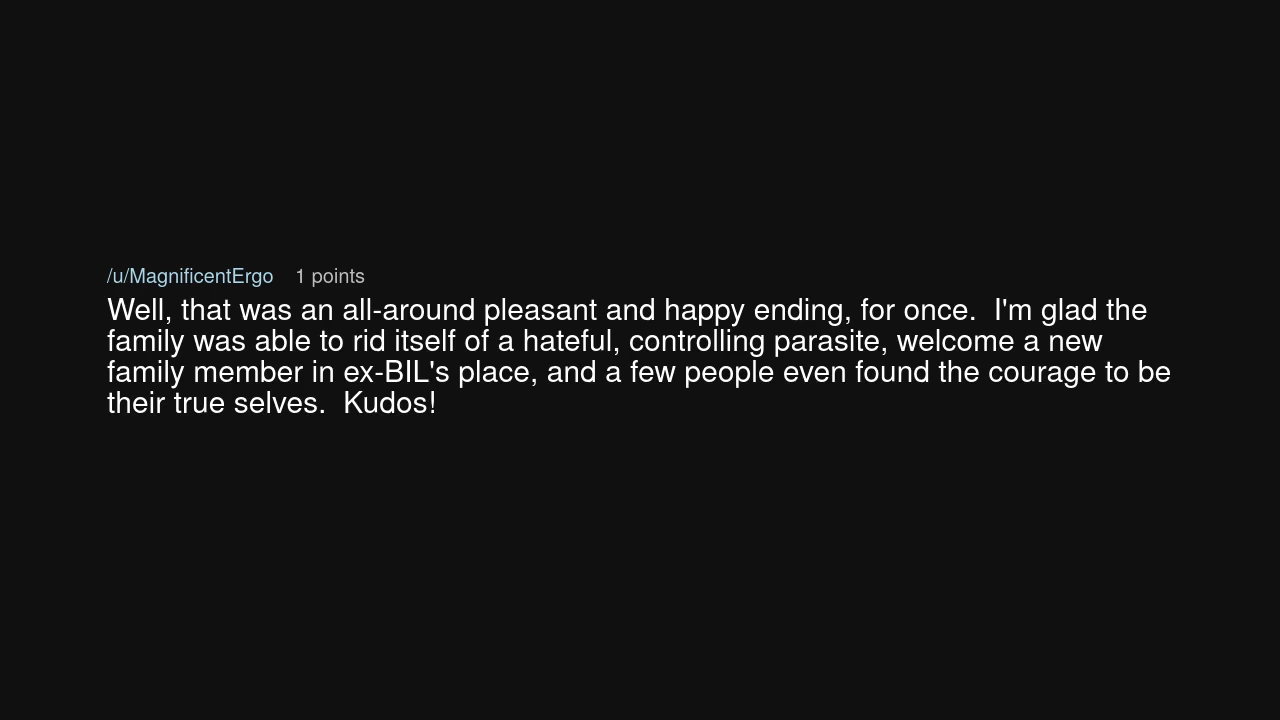 /u/MagnificentErgo 1 points
Well, that was an all-around pleasant and happy ending, for once.  I'm glad the
family was able to rid itself of a hateful, controlling parasite, welcome a new
family member in ex-BIL's place, and a few people even found the courage to be
their true selves.  Kudos!